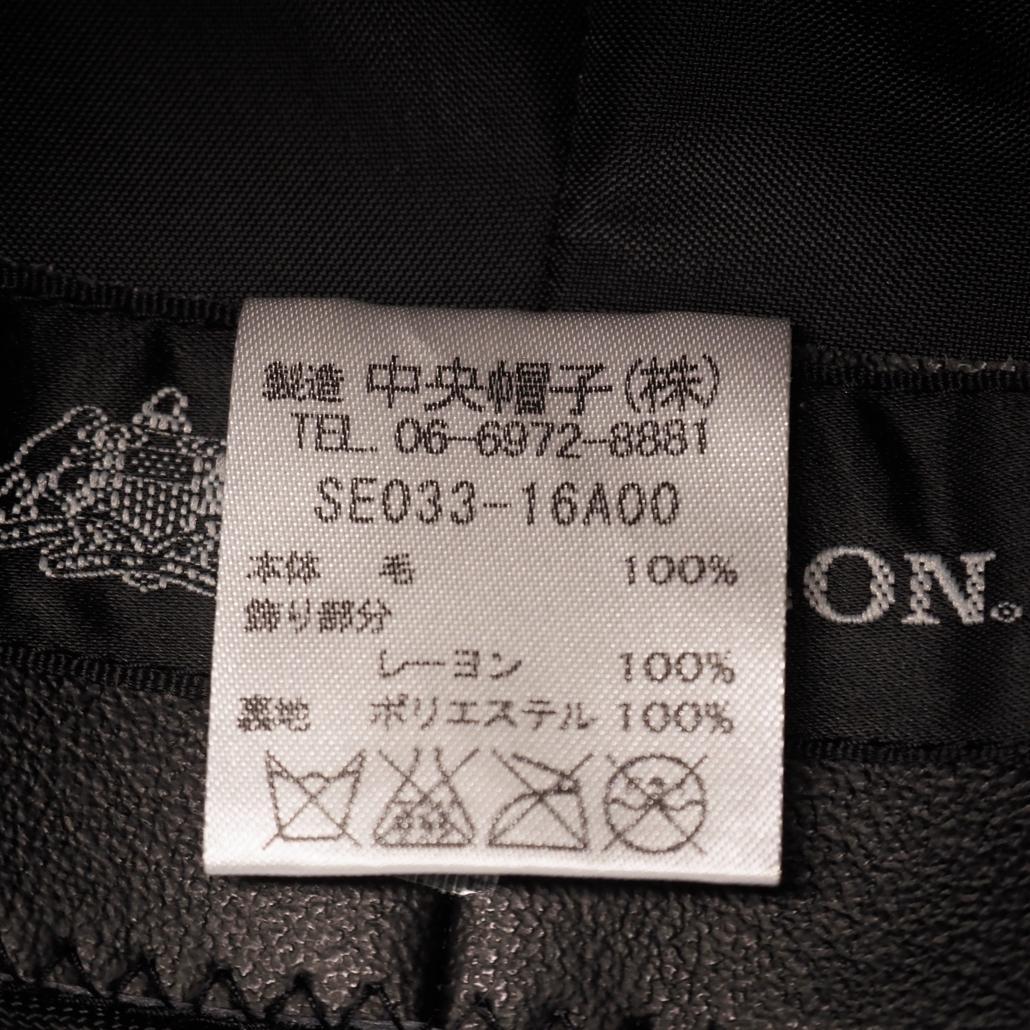 製造 中央帽子(株)
TEL. 06-6972-8881
SE033-16A00
本体 毛 100%
飾り部分
レーヨン 100%
裏地 ポリエステル 100%
ON®